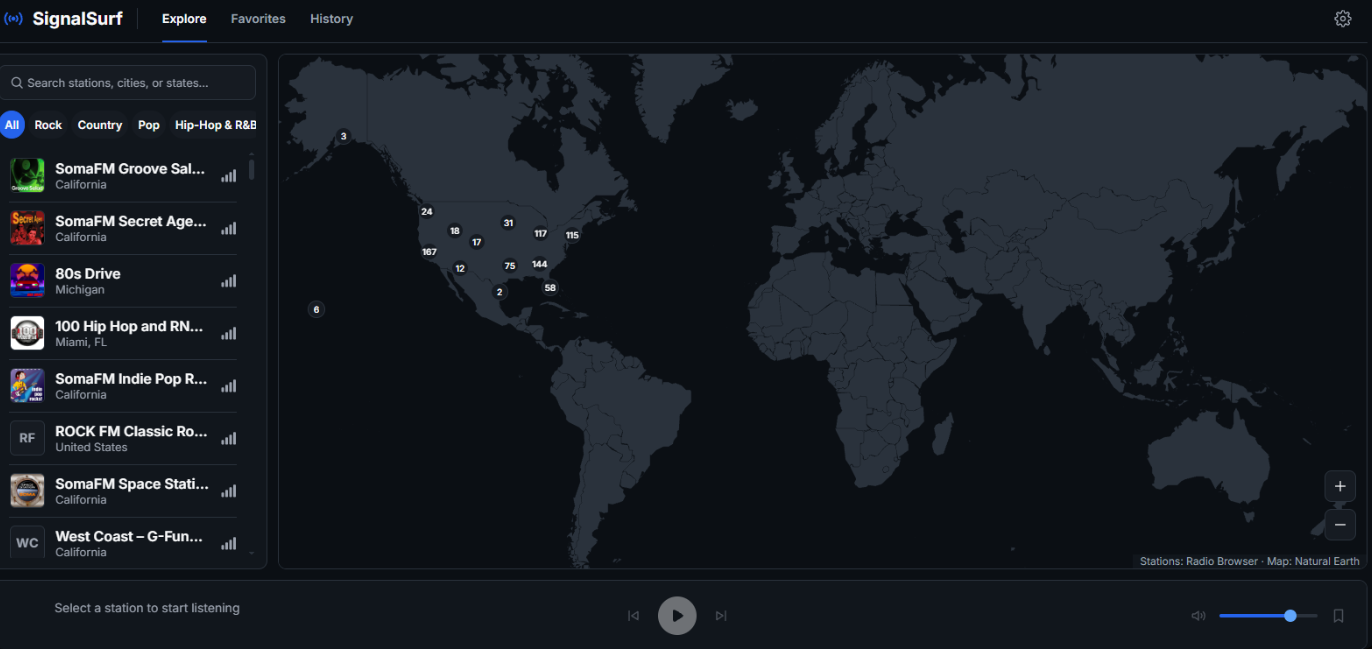 SignalSurf
Explore Favorites History
Search stations, cities, or states...
All Rock Country Pop Hip-Hop & R&B
SomaFM Groove Sal...
California
SomaFM Secret Age...
California
80s Drive
Michigan
100 Hip Hop and RN...
Miami, FL
SomaFM Indie Pop R...
California
RF
ROCK FM Classic Ro...
United States
SomaFM Space Stati...
California
WC
West Coast – G-Fun...
California
3
24
31
18
117
115
17
167
12
75
144
58
2
6
+
−
Stations: Radio Browser · Map: Natural Earth
Select a station to start listening